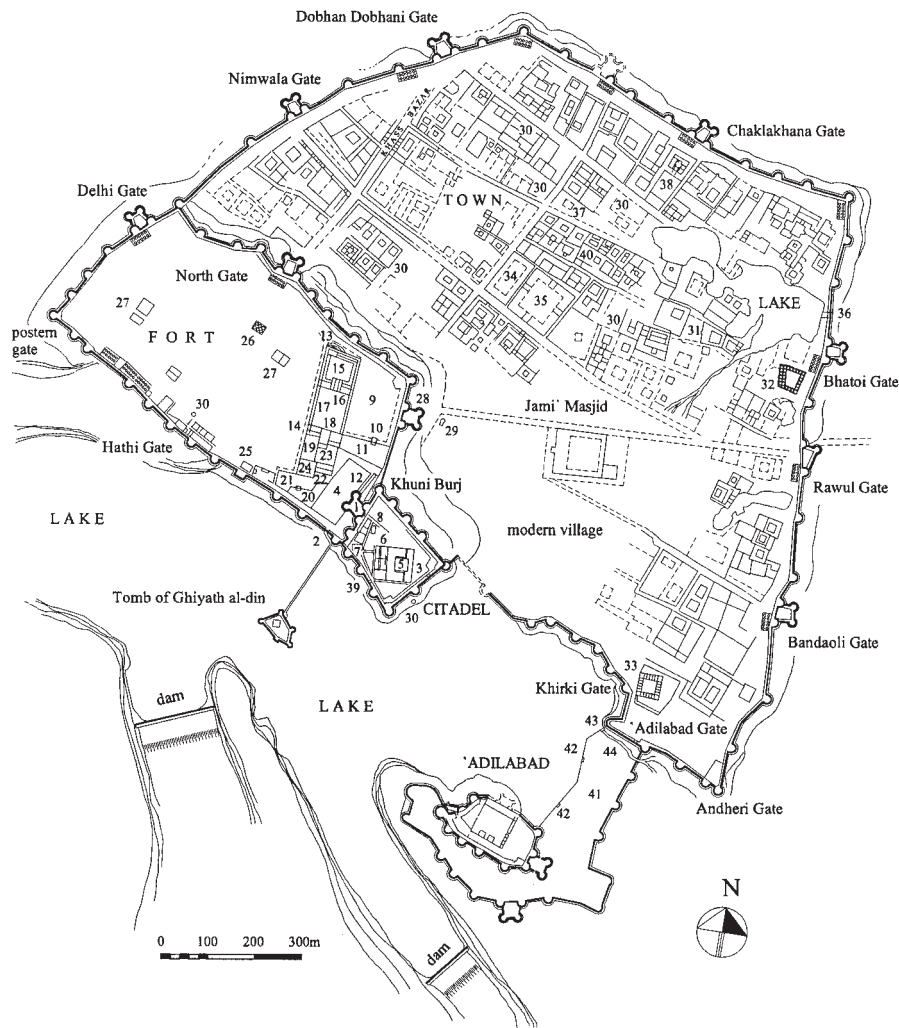 Dobhan Dobhani Gate
Nimwala Gate
KHASS BAZAR
Chaklakhana Gate
30
38
Delhi Gate
TOWN
30
37
30
North Gate
30
40
34
35
LAKE
27
FORT
postern
gate
26
27
13
15
16
17
9
28
30
31
36
32
Bhatoi Gate
Jami' Masjid
29
30
14
18
10
11
Hathi Gate
19
23
25
24
22
21
20
12
4
Khuni Burj
Rawul Gate
LAKE
2
8
6
7
5
3
modern village
39
30
CITADEL
Tomb of Ghiyath al-din
Bandaoli Gate
33
Khirki Gate
dam
LAKE
43
'Adilabad Gate
44
42
'ADILABAD
41
42
Andheri Gate
N
0 100 200 300m
dam